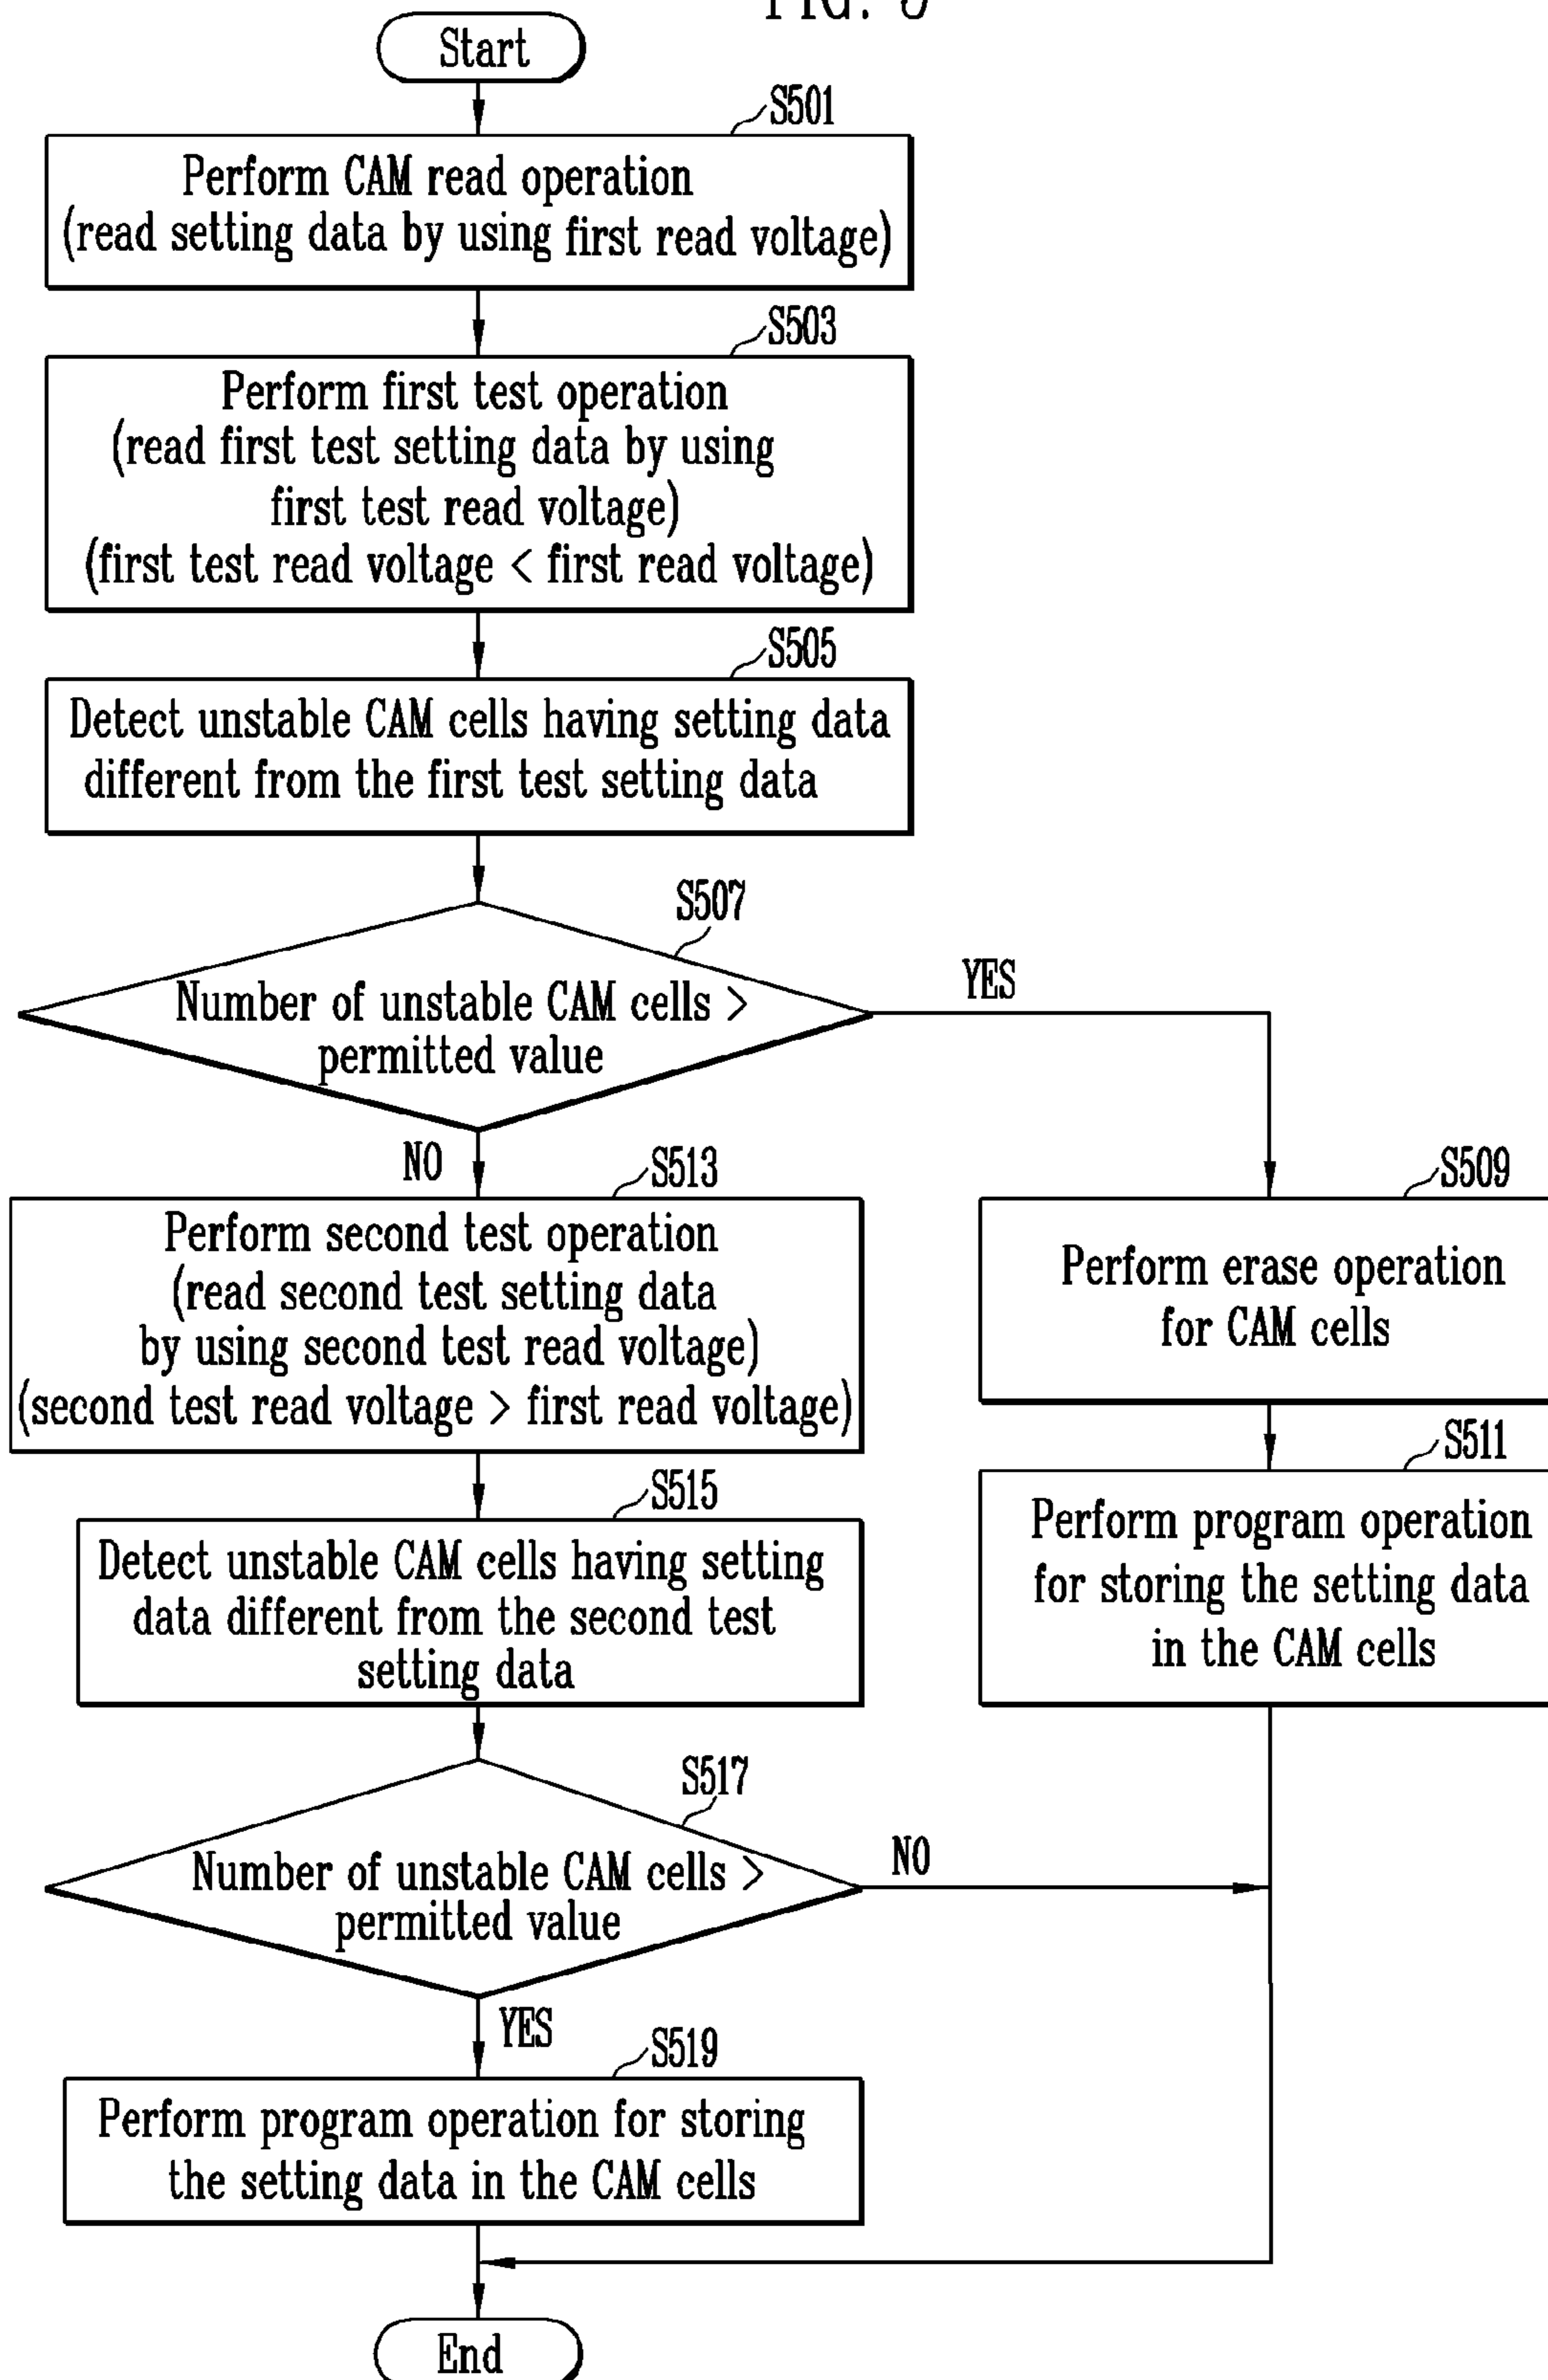 FIG. 5
Start
S501
Perform CAM read operation
(read setting data by using first read voltage)
S503
Perform first test operation
(read first test setting data by using
first test read voltage)
(first test read voltage < first read voltage)
S505
Detect unstable CAM cells having setting data
different from the first test setting data
S507
Number of unstable CAM cells >
permitted value
YES
NO
S513
Perform second test operation
(read second test setting data
by using second test read voltage)
(second test read voltage > first read voltage)
S509
Perform erase operation
for CAM cells
S511
Perform program operation
for storing the setting data
in the CAM cells
S515
Detect unstable CAM cells having setting
data different from the second test
setting data
S517
Number of unstable CAM cells >
permitted value
NO
YES
S519
Perform program operation for storing
the setting data in the CAM cells
End